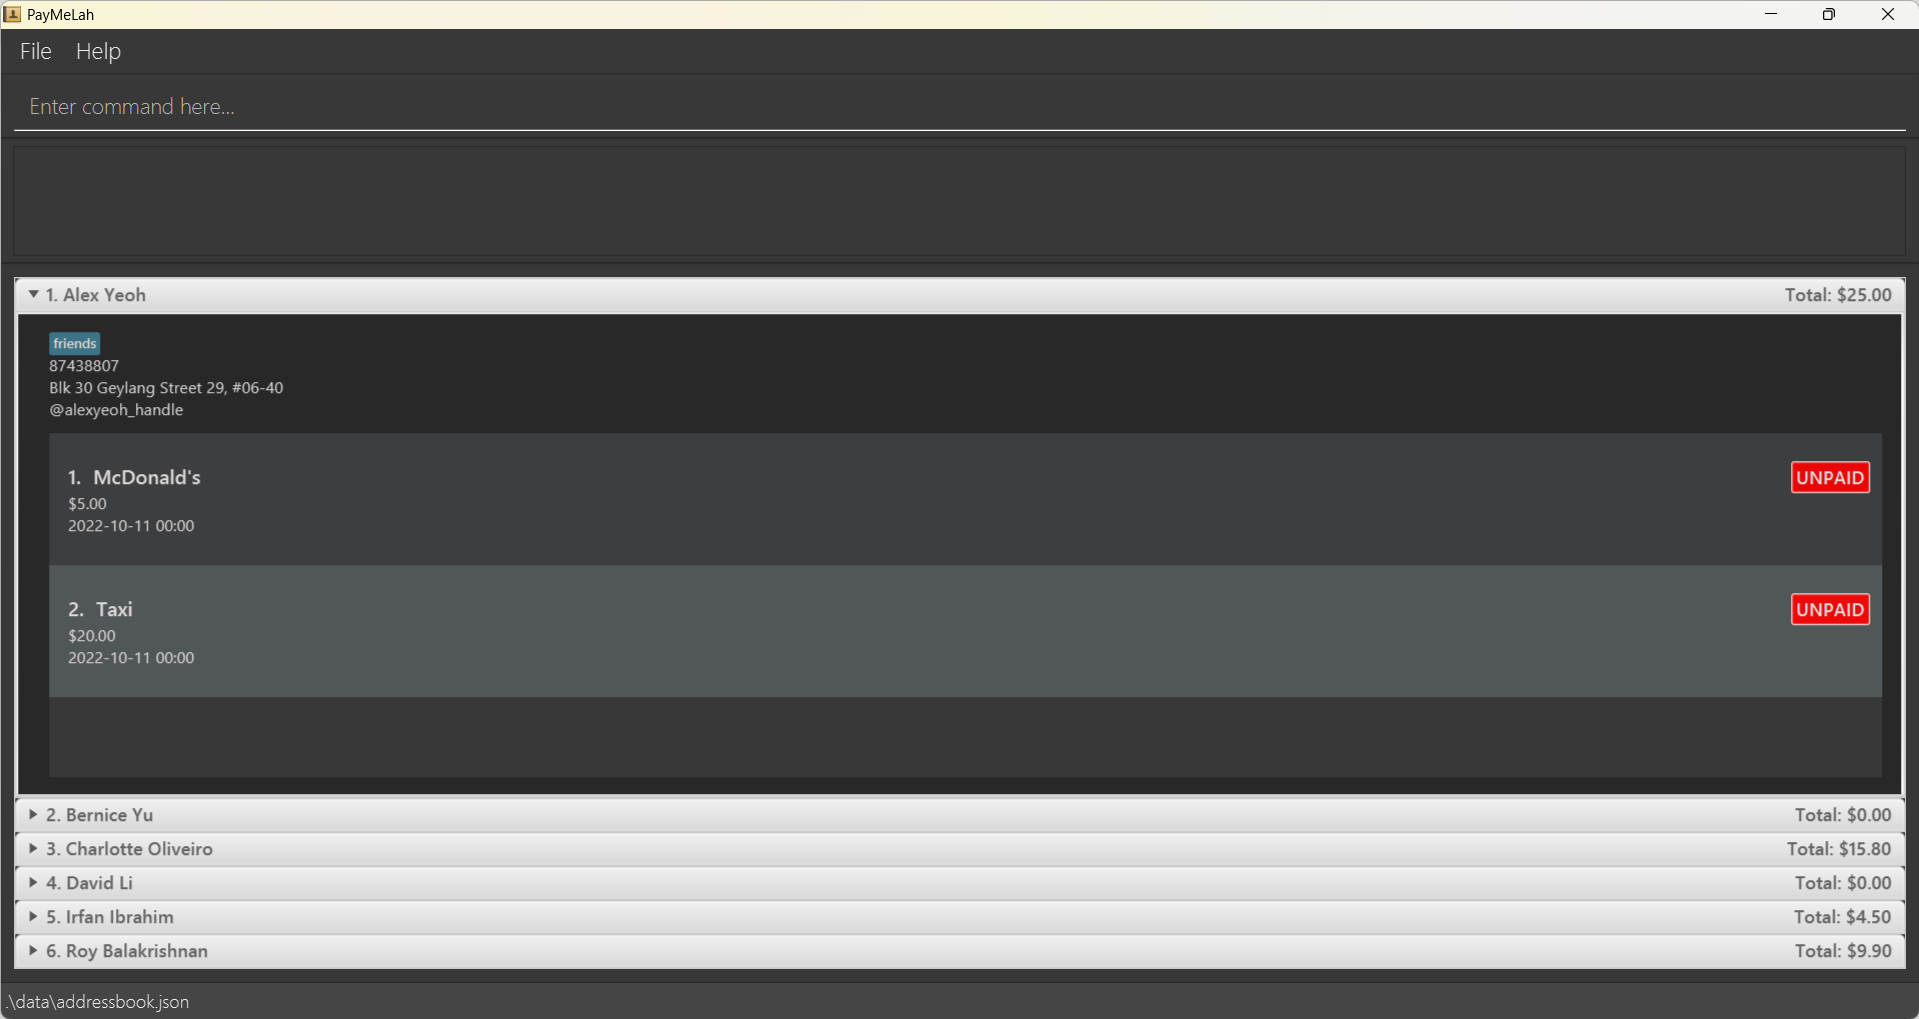 PayMeLah
File Help
Enter command here...
1. Alex Yeoh Total: $25.00
friends
87438807
Blk 30 Geylang Street 29, #06-40
@alexyeoh_handle
1. McDonald's UNPAID
$5.00
2022-10-11 00:00
2. Taxi UNPAID
$20.00
2022-10-11 00:00
2. Bernice Yu Total: $0.00
3. Charlotte Oliveiro Total: $15.80
4. David Li Total: $0.00
5. Irfan Ibrahim Total: $4.50
6. Roy Balakrishnan Total: $9.90
.\data\addressbook.json